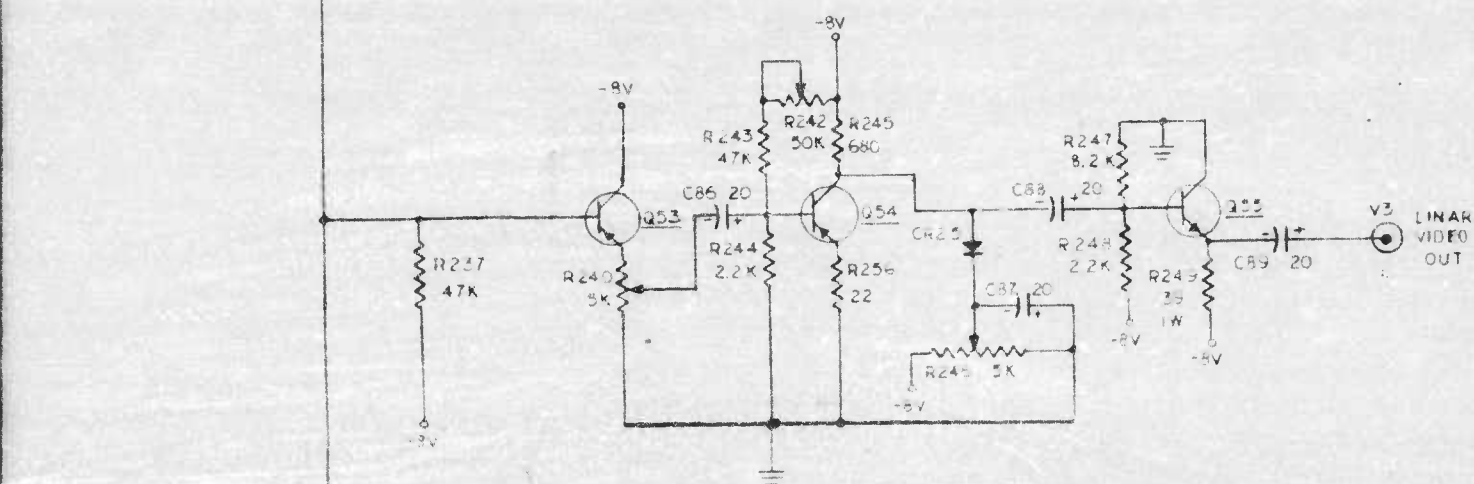 -8V
-8V
R243
47K
R242
50K
R245
680
R247
8.2K
C86 20
C88 20
Q53
Q54
Q55
V3
LINAR
VIDEO
OUT
R237
47K
R240
5K
R244
2.2K
R256
22
CR25
C87 20
R248
2.2K
R249
39
1W
C89 20
5K
-8V
-8V
-8V
-8V